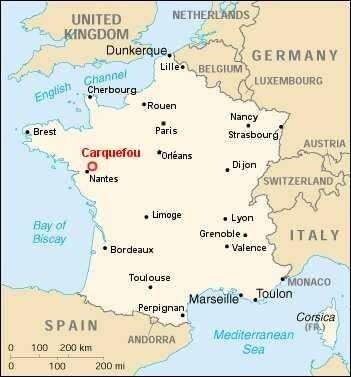 UNITED
KINGDOM
NETHERLANDS
Dunkerque
Lille
BELGIUM
GERMANY
LUXEMBOURG
English Channel
Cherbourg
Rouen
Paris
Nancy
Strasbourg
Brest
Carquefou
Orléans
AUSTRIA
Nantes
Dijon
SWITZERLAND
Bay of
Biscay
Limoge
Lyon
Grenoble
Valence
ITALY
Bordeaux
Toulouse
MONACO
Marseille
Toulon
Perpignan
Corsica
(FR.)
SPAIN
ANDORRA
Mediterranean
Sea
0 100 200 km
0 100 200 mi